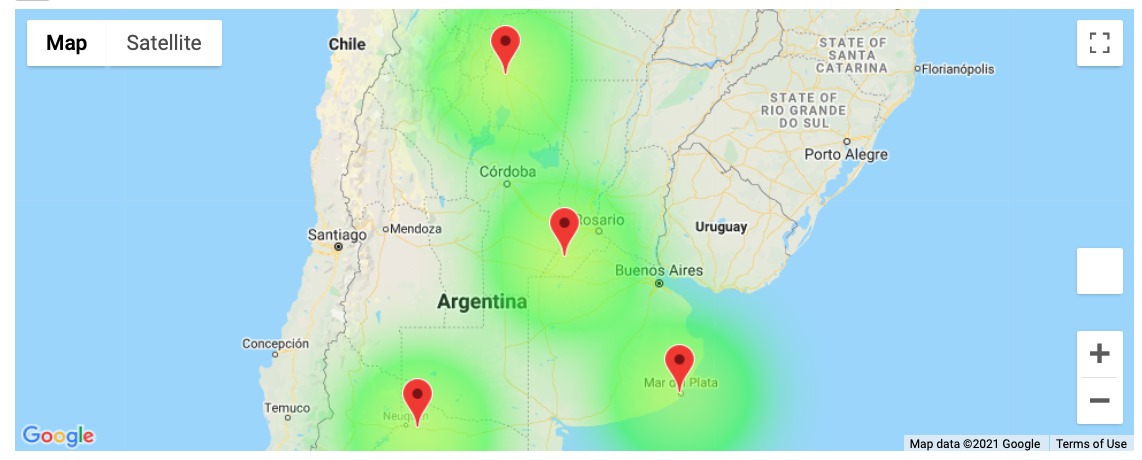 Map
Satellite
Chile
STATE OF
SANTA
CATARINA
Florianópolis
STATE OF
RIO GRANDE
DO SUL
Porto Alegre
Córdoba
Rosario
Mendoza
Santiago
Uruguay
Buenos Aires
Argentina
Concepción
Mar del Plata
Temuco
Neuquén
Google
Map data ©2021 Google
Terms of Use